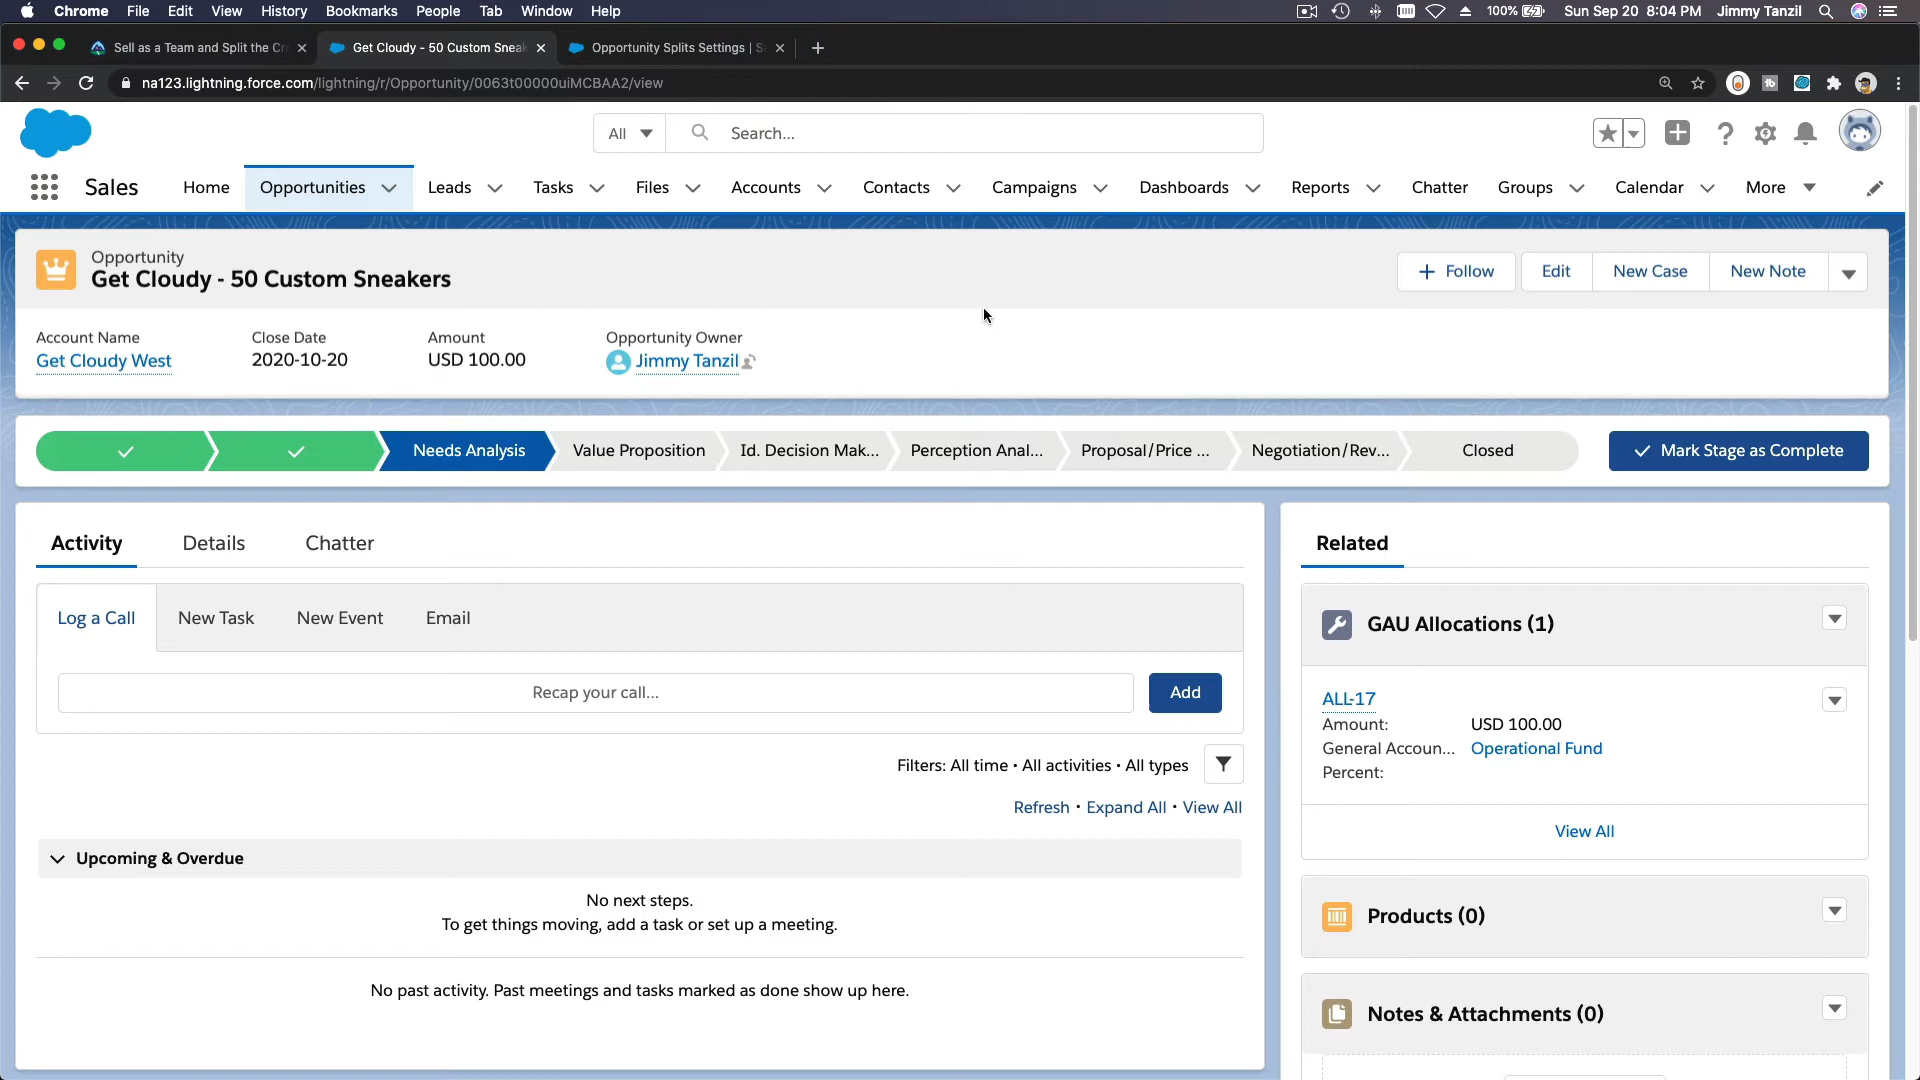 Chrome File Edit View History Bookmarks People Tab Window Help 100% Sun Sep 20 8:04 PM Jimmy Tanzil
Sell as a Team and Split the Cr Get Cloudy - 50 Custom Sneak Opportunity Splits Settings | S
na123.lightning.force.com/lightning/r/Opportunity/0063t00000uiMCBAA2/view
All Search...
Sales Home Opportunities Leads Tasks Files Accounts Contacts Campaigns Dashboards Reports Chatter Groups Calendar More
Opportunity
Get Cloudy - 50 Custom Sneakers
Follow Edit New Case New Note
Account Name Close Date Amount Opportunity Owner
Get Cloudy West 2020-10-20 USD 100.00 Jimmy Tanzil
Needs Analysis Value Proposition Id. Decision Mak... Perception Anal... Proposal/Price ... Negotiation/Rev... Closed Mark Stage as Complete
Activity Details Chatter
Log a Call New Task New Event Email
Recap your call... Add
Filters: All time • All activities • All types
Refresh • Expand All • View All
Upcoming & Overdue
No next steps.
To get things moving, add a task or set up a meeting.
No past activity. Past meetings and tasks marked as done show up here.
Related
GAU Allocations (1)
ALL-17
Amount: USD 100.00
General Accoun... Operational Fund
Percent:
View All
Products (0)
Notes & Attachments (0)